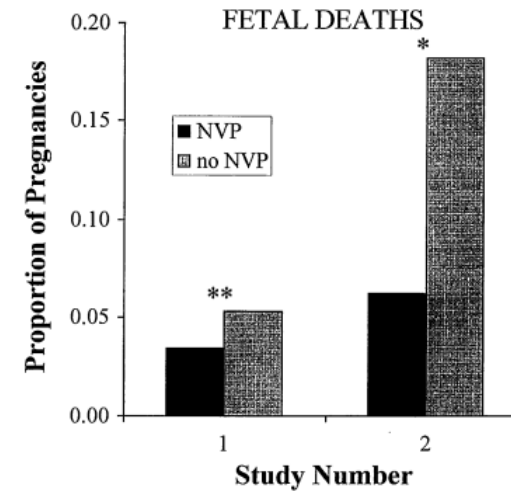 FETAL DEATHS
Proportion of Pregnancies
0.20
0.15
0.10
0.05
0.00
NVP
no NVP
**
*
1
2
Study Number